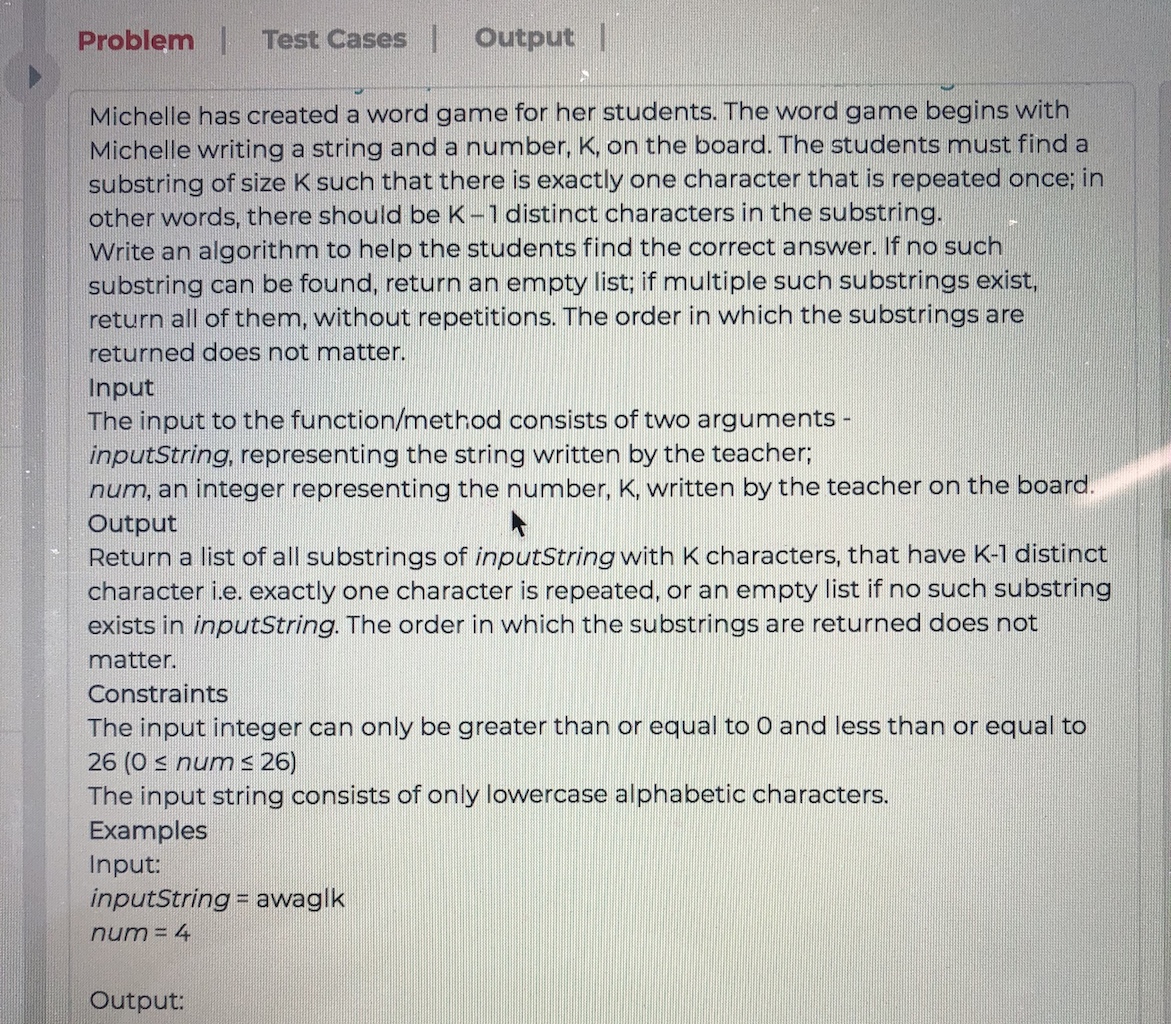 Problem | Test Cases | Output |
Michelle has created a word game for her students. The word game begins with
Michelle writing a string and a number, K, on the board. The students must find a
substring of size K such that there is exactly one character that is repeated once; in
other words, there should be K – 1 distinct characters in the substring.
Write an algorithm to help the students find the correct answer. If no such
substring can be found, return an empty list; if multiple such substrings exist,
return all of them, without repetitions. The order in which the substrings are
returned does not matter.
Input
The input to the function/method consists of two arguments -
inputString, representing the string written by the teacher;
num, an integer representing the number, K, written by the teacher on the board.
Output
Return a list of all substrings of inputString with K characters, that have K-1 distinct
character i.e. exactly one character is repeated, or an empty list if no such substring
exists in inputString. The order in which the substrings are returned does not
matter.
Constraints
The input integer can only be greater than or equal to 0 and less than or equal to
26 (0 ≤ num ≤ 26)
The input string consists of only lowercase alphabetic characters.
Examples
Input:
inputString = awaglk
num = 4
Output: